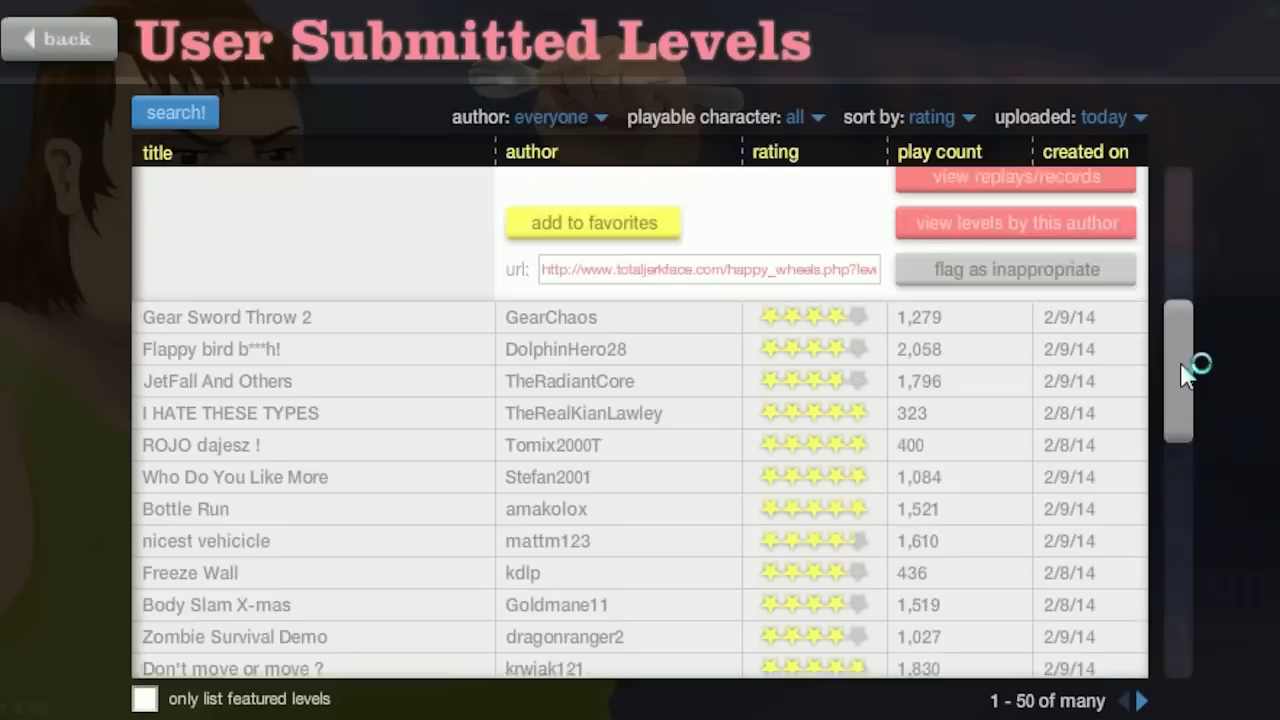 back
User Submitted Levels
search!
author: everyone playable character: all sort by: rating uploaded: today
title author rating play count created on
view replays/records
add to favorites view levels by this author
url: http://www.totaljerkface.com/happy_wheels.php?lev flag as inappropriate
Gear Sword Throw 2 GearChaos 1,279 2/9/14
Flappy bird b***h! DolphinHero28 2,058 2/9/14
JetFall And Others TheRadiantCore 1,796 2/9/14
I HATE THESE TYPES TheRealKianLawley 323 2/8/14
ROJO dajesz ! Tomix2000T 400 2/8/14
Who Do You Like More Stefan2001 1,084 2/9/14
Bottle Run amakolox 1,521 2/9/14
nicest vehicicle mattm123 1,610 2/9/14
Freeze Wall kdlp 436 2/8/14
Body Slam X-mas Goldmane11 1,519 2/8/14
Zombie Survival Demo dragonranger2 1,027 2/9/14
Don't move or move ? krwiak121 1,830 2/9/14
only list featured levels 1 - 50 of many